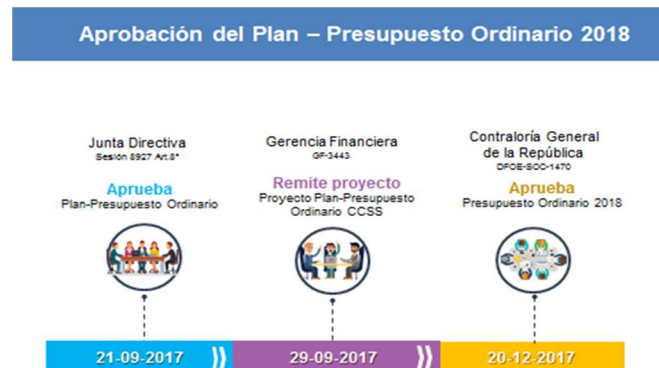 Aprobación del Plan – Presupuesto Ordinario 2018
Junta Directiva
Sesión 8927 Art.8°
Aprueba
Plan-Presupuesto Ordinario
Gerencia Financiera
GF-3443
Remite proyecto
Proyecto Plan-Presupuesto
Ordinario CCSS
Contraloría General
de la República
DFOE-SOC-1470
Aprueba
Presupuesto Ordinario 2018
21-09-2017
29-09-2017
20-12-2017